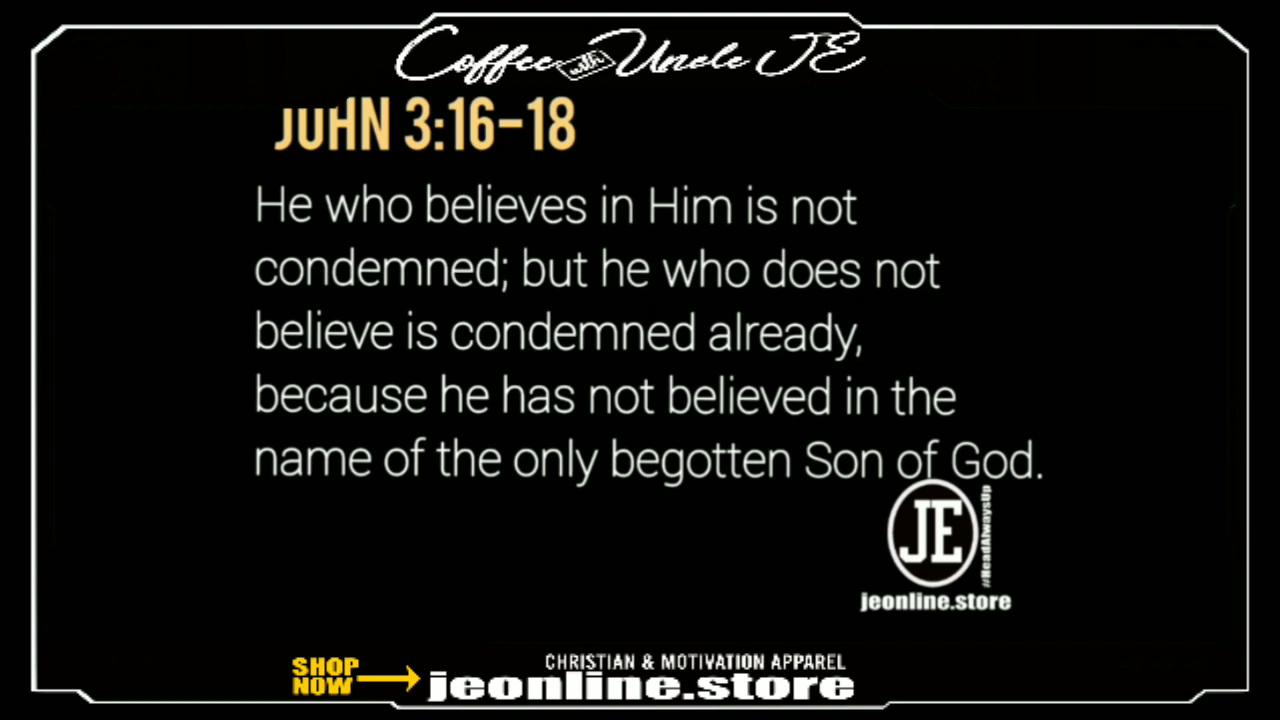 Coffee with Uncle JE
JOHN 3:16-18
He who believes in Him is not
condemned; but he who does not
believe is condemned already,
because he has not believed in the
name of the only begotten Son of God.
JE
#HeadAlwaysUp
jeonline.store
CHRISTIAN & MOTIVATION APPAREL
SHOP NOW
jeonline.store